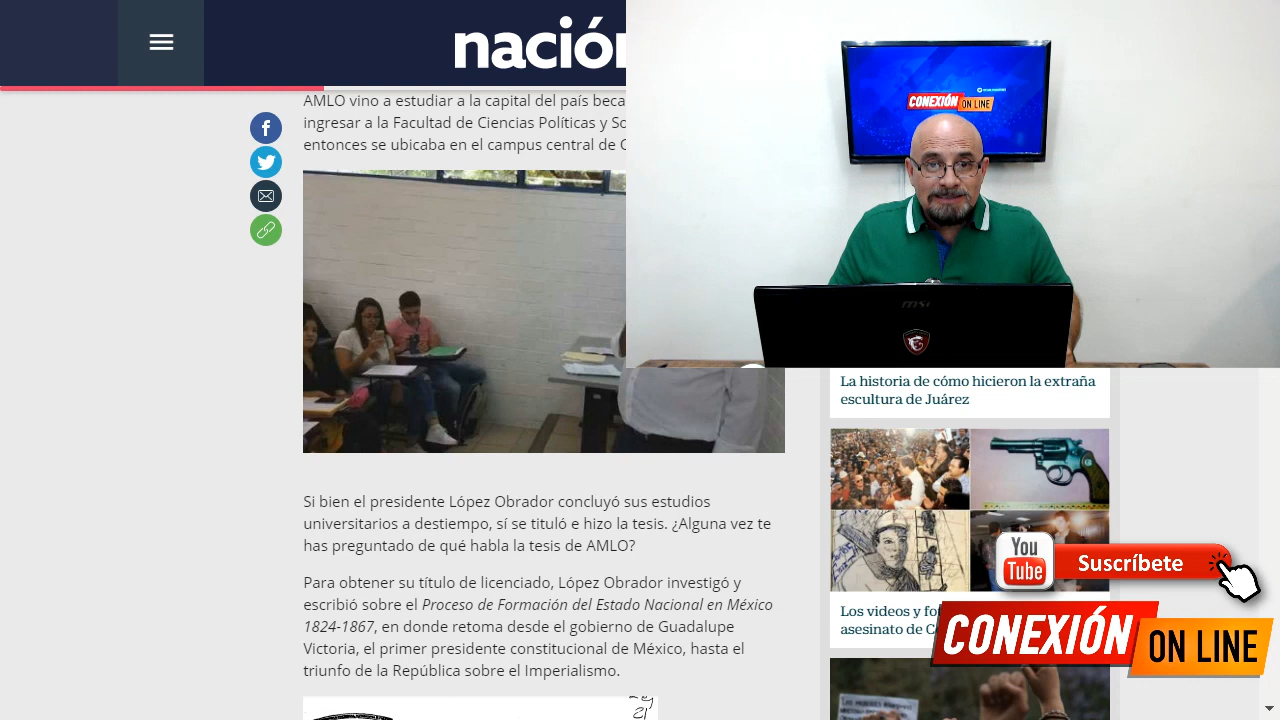 nación
AMLO vino a estudiar a la capital del país beca
ingresar a la Facultad de Ciencias Políticas y So
entonces se ubicaba en el campus central de C
CONEXIÓN ON LINE
msi
La historia de cómo hicieron la extraña
escultura de Juárez
Si bien el presidente López Obrador concluyó sus estudios
universitarios a destiempo, sí se tituló e hizo la tesis. ¿Alguna vez te
has preguntado de qué habla la tesis de AMLO?
Para obtener su título de licenciado, López Obrador investigó y
escribió sobre el Proceso de Formación del Estado Nacional en México
1824-1867, en donde retoma desde el gobierno de Guadalupe
Victoria, el primer presidente constitucional de México, hasta el
triunfo de la República sobre el Imperialismo.
You
Tube
Suscríbete
Los videos y fo
asesinato de C
CONEXIÓN
ON LINE
21